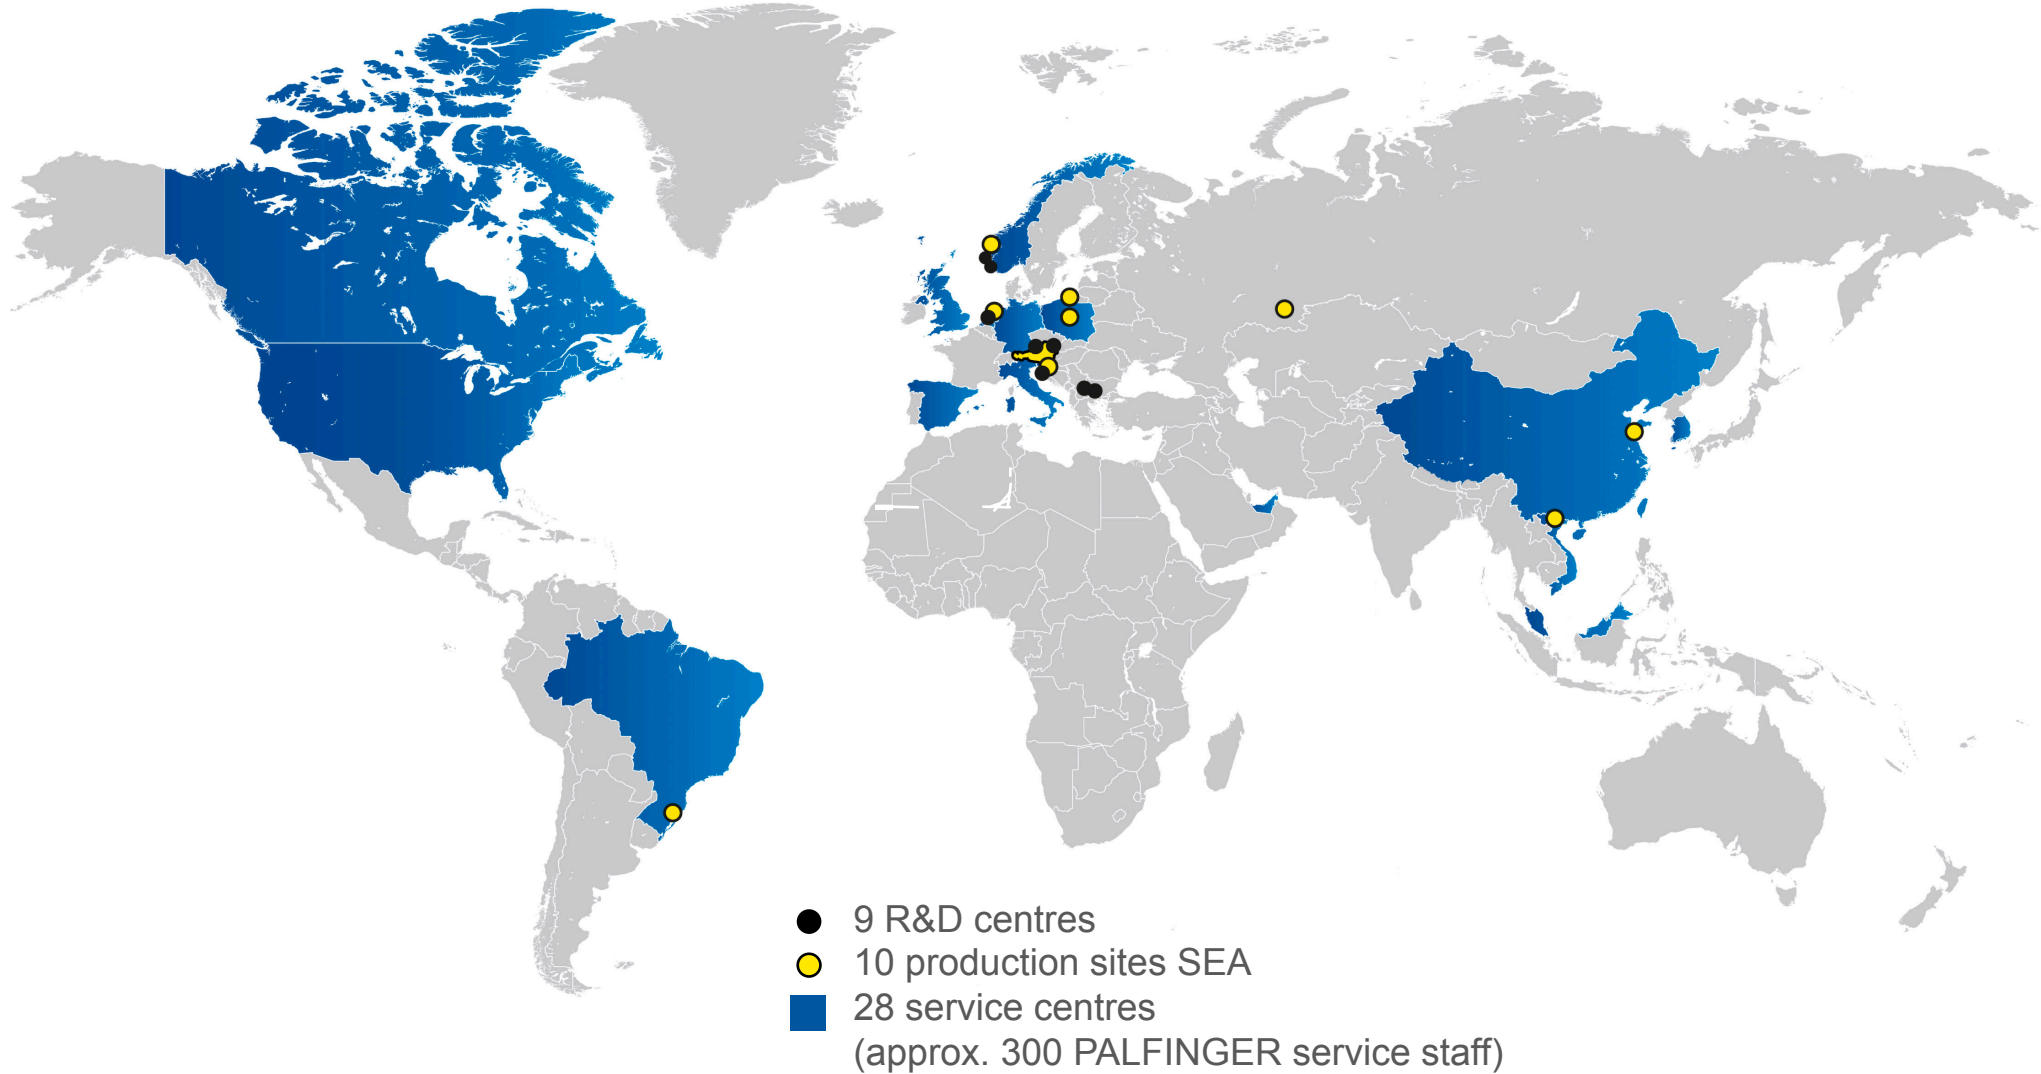 9 R&D centres
10 production sites SEA
28 service centres
(approx. 300 PALFINGER service staff)